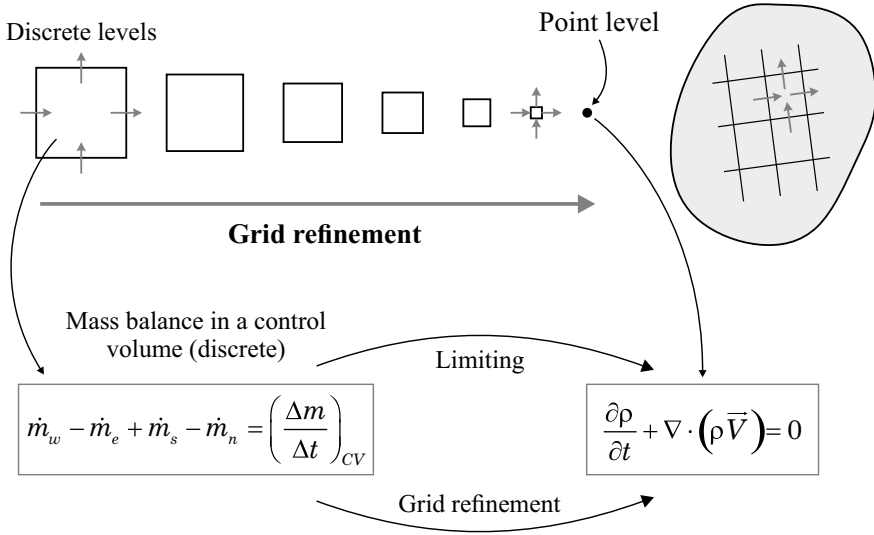 Discrete levels
Point level
Grid refinement
Mass balance in a control
volume (discrete)
Limiting
ṁ_w − ṁ_e + ṁ_s − ṁ_n = (Δm/Δt)_CV
∂ρ/∂t + ∇ · (ρV⃗) = 0
Grid refinement